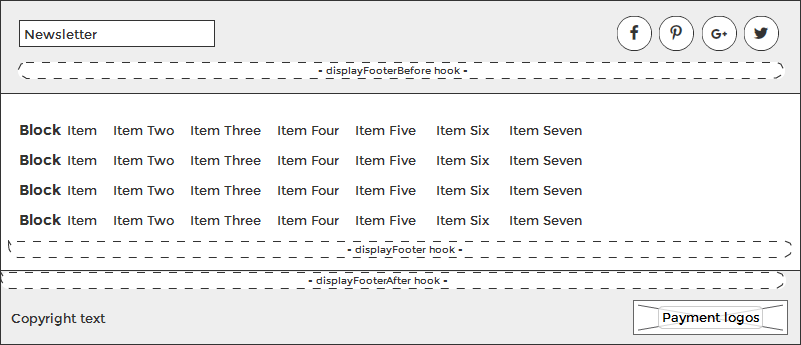 Newsletter
- displayFooterBefore hook -
Block Item Item Two Item Three Item Four Item Five Item Six Item Seven
Block Item Item Two Item Three Item Four Item Five Item Six Item Seven
Block Item Item Two Item Three Item Four Item Five Item Six Item Seven
Block Item Item Two Item Three Item Four Item Five Item Six Item Seven
- displayFooter hook -
- displayFooterAfter hook -
Copyright text
Payment logos